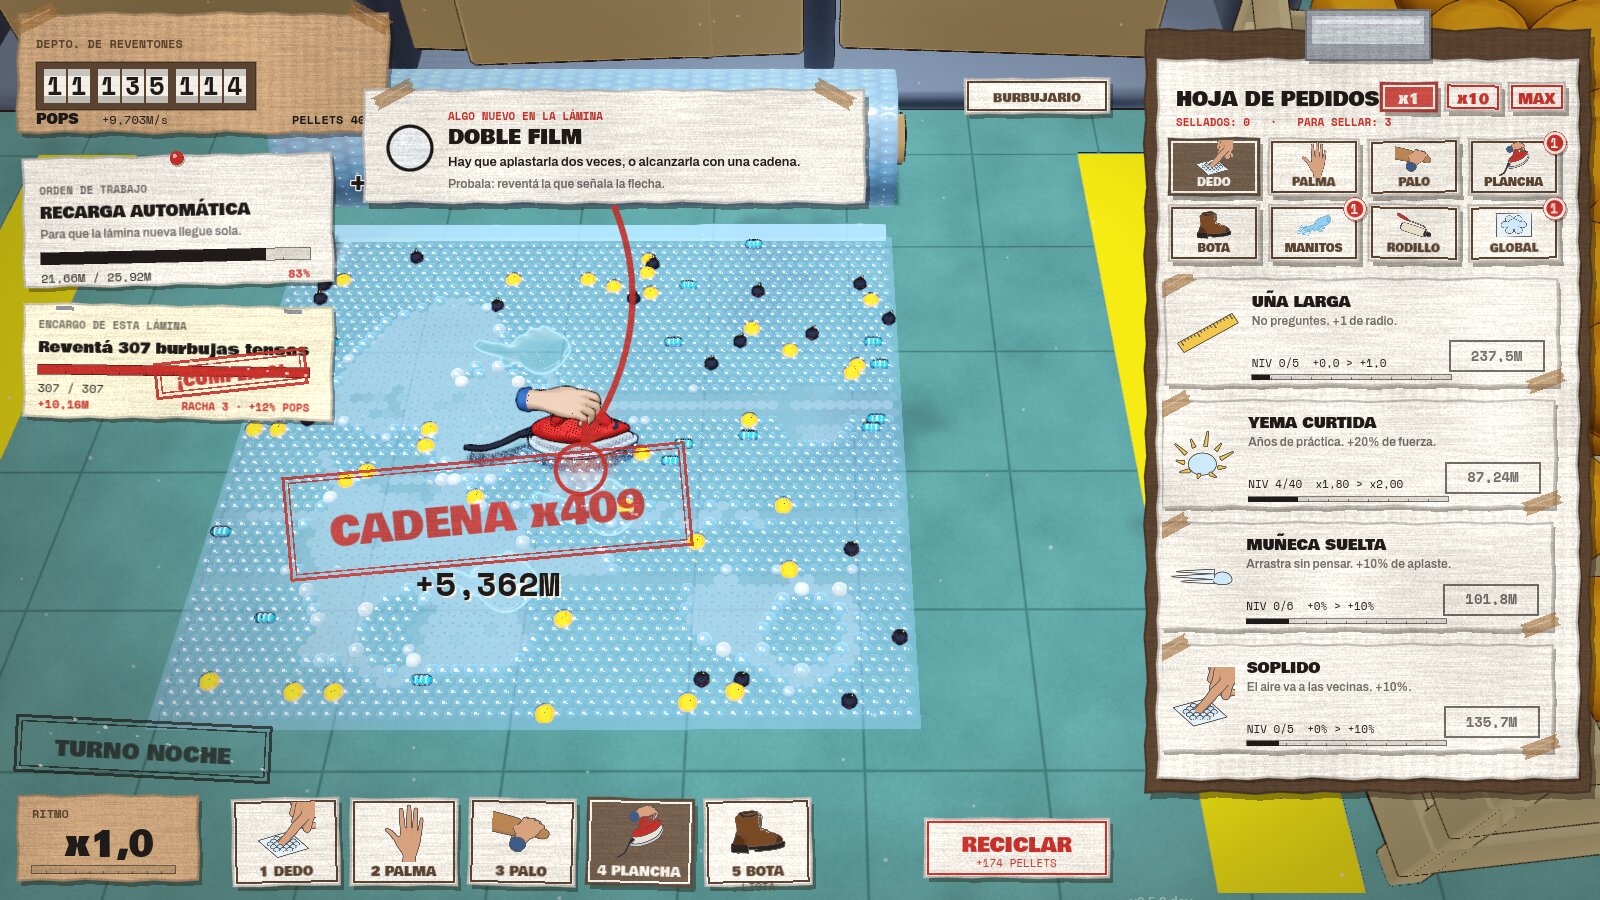 DEPTO. DE REVENTONES
11 135 114
POPS +9,703M/s PELLETS 40
ORDEN DE TRABAJO
RECARGA AUTOMÁTICA
Para que la lámina nueva llegue sola.
21,66M / 25,92M 83%
ENCARGO DE ESTA LÁMINA
Reventá 307 burbujas tensas
307 / 307
+10,16M RACHA 3 · +12% POPS
ALGO NUEVO EN LA LÁMINA
DOBLE FILM
Hay que aplastarla dos veces, o alcanzarla con una cadena.
Probala: reventá la que señala la flecha.
BURBUJARIO
CADENA x409
+5,362M
TURNO NOCHE
RITMO
x1,0
1 DEDO
2 PALMA
3 PALO
4 PLANCHA
5 BOTA
LISTA
RECICLAR
+174 PELLETS
HOJA DE PEDIDOS x1 x10 MAX
SELLADOS: 0 · PARA SELLAR: 3
DEDO PALMA PALO PLANCHA 1
BOTA MANITOS 1 RODILLO GLOBAL 1
UÑA LARGA
No preguntes. +1 de radio.
NIV 0/5 +0,0 > +1,0 237,5M
YEMA CURTIDA
Años de práctica. +20% de fuerza.
NIV 4/40 x1,80 > x2,00 87,24M
MUÑECA SUELTA
Arrastra sin pensar. +10% de aplaste.
NIV 0/6 +0% > +10% 101,8M
SOPLIDO
El aire va a las vecinas. +10%.
NIV 0/5 +0% > +10% 135,7M